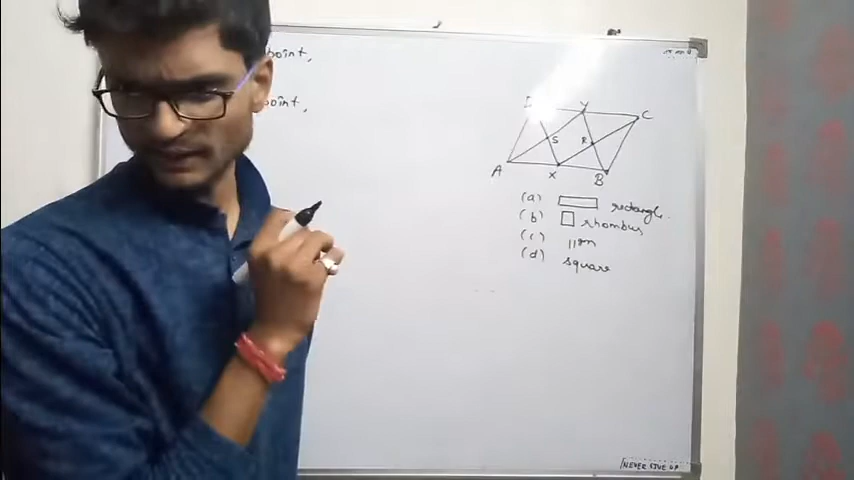 point,
point,
Y
C
S
R
A
X
B
(a) rectangle.
(b) rhombus,
(c) ||gm
(d) square
NEVER GIVE UP